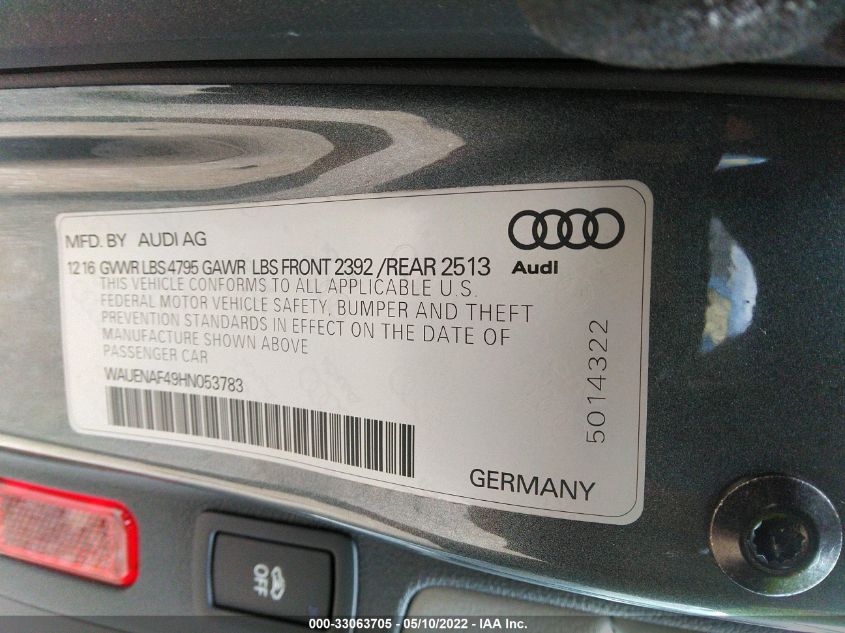 MFD. BY AUDI AG
12 16 GVWR LBS 4795 GAWR LBS FRONT 2392 /REAR 2513
Audi
THIS VEHICLE CONFORMS TO ALL APPLICABLE U.S.
FEDERAL MOTOR VEHICLE SAFETY, BUMPER AND THEFT
PREVENTION STANDARDS IN EFFECT ON THE DATE OF
MANUFACTURE SHOWN ABOVE
PASSENGER CAR
WAUENAF49HN053783
5014322
GERMANY
OFF
000-33063705 - 05/10/2022 - IAA Inc.